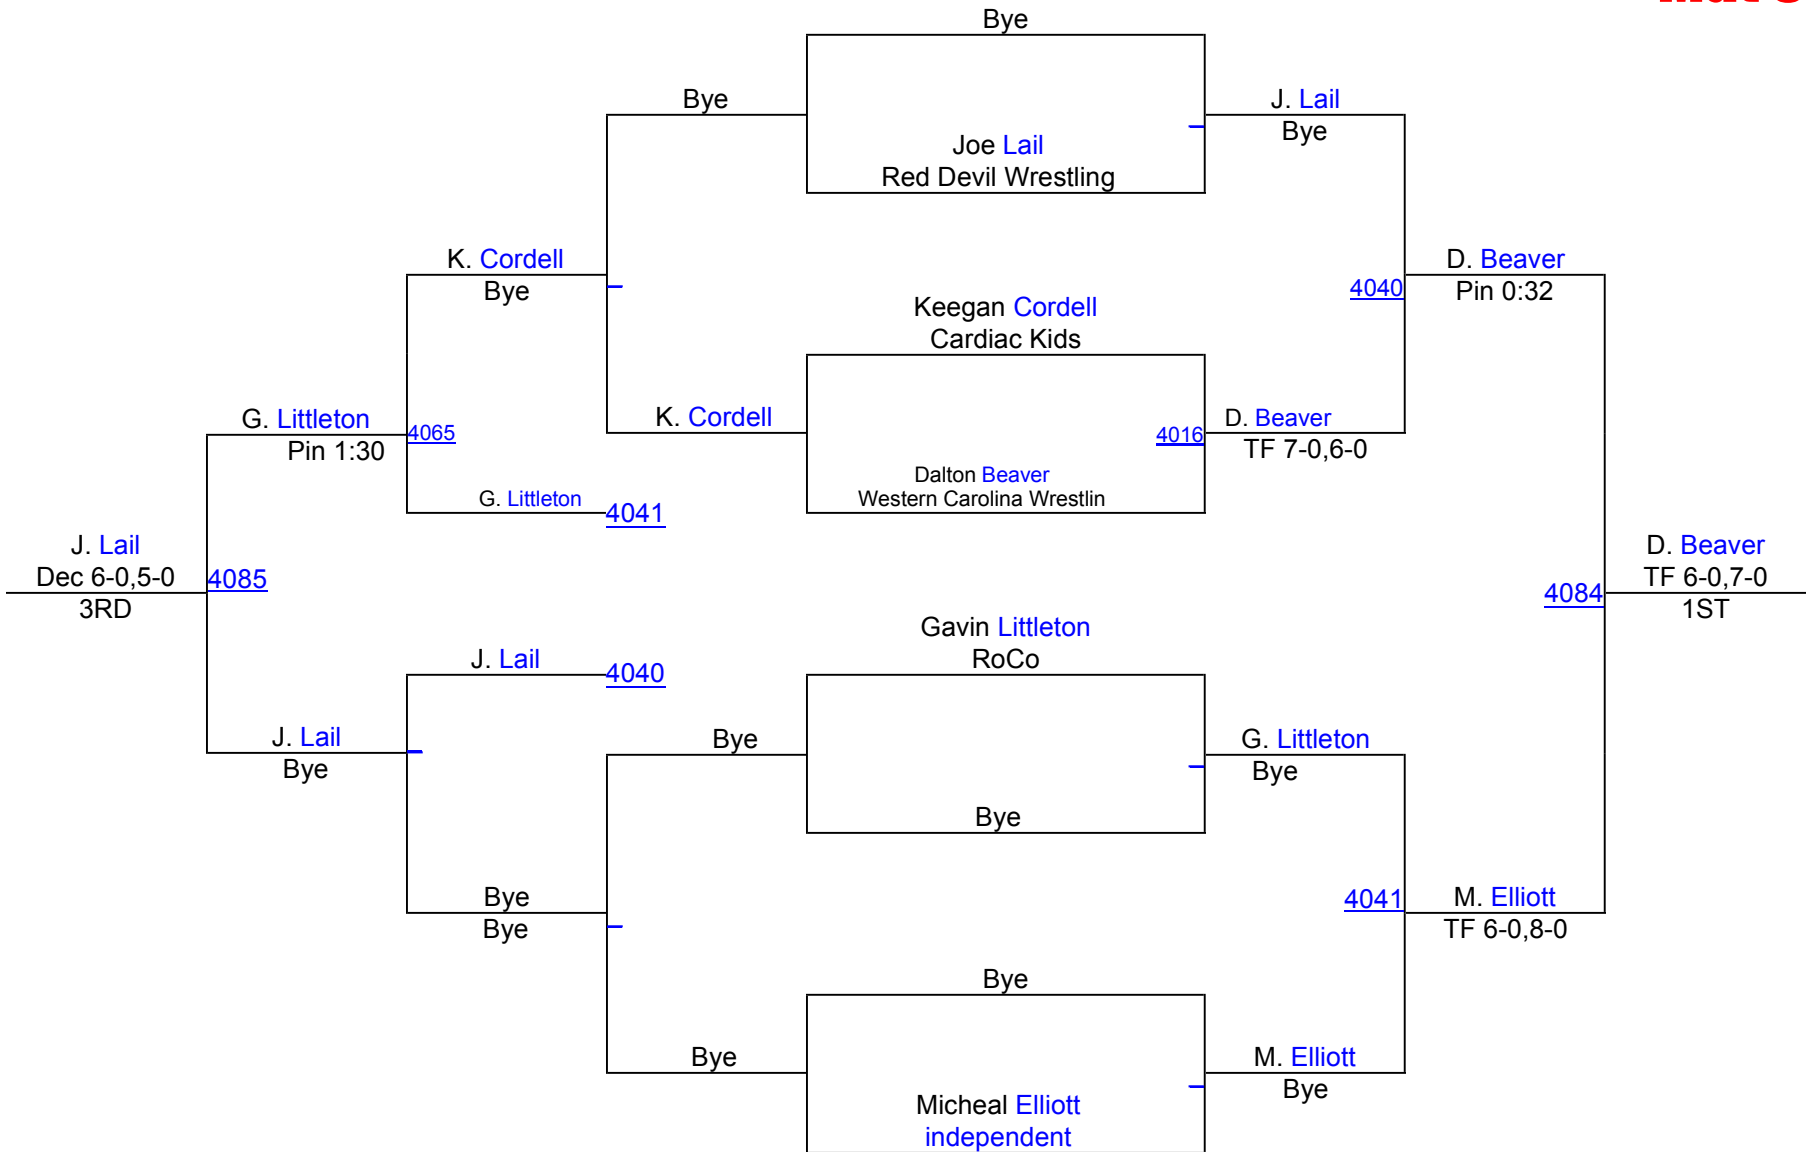 Bye
Bye
J. Lail
Bye
Joe Lail
Red Devil Wrestling
K. Cordell
Bye
D. Beaver
Pin 0:32
4040
Keegan Cordell
Cardiac Kids
G. Littleton
Pin 1:30
4065
K. Cordell
4016
D. Beaver
TF 7-0,6-0
Dalton Beaver
Western Carolina Wrestlin
G. Littleton
4041
J. Lail
Dec 6-0,5-0
3RD
4085
4084
D. Beaver
TF 6-0,7-0
1ST
Gavin Littleton
RoCo
J. Lail
4040
J. Lail
Bye
Bye
G. Littleton
Bye
Bye
Bye
Bye
4041
M. Elliott
TF 6-0,8-0
Bye
Bye
M. Elliott
Bye
Micheal Elliott
independent